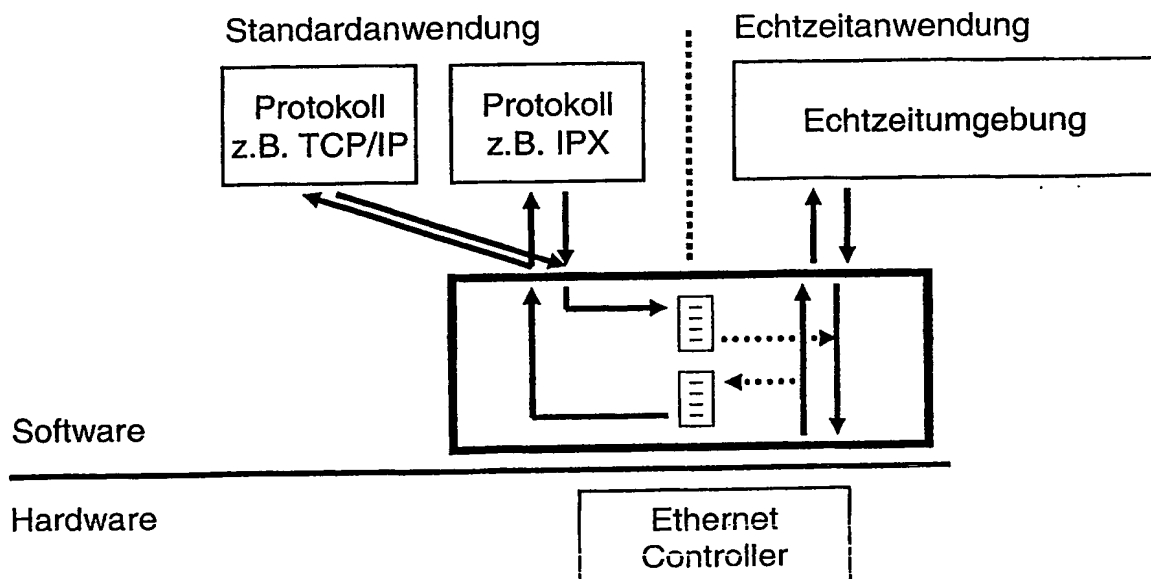 Standardanwendung
Echtzeitanwendung
Protokoll
z.B. TCP/IP
Protokoll
z.B. IPX
Echtzeitumgebung
Software
Hardware
Ethernet
Controller